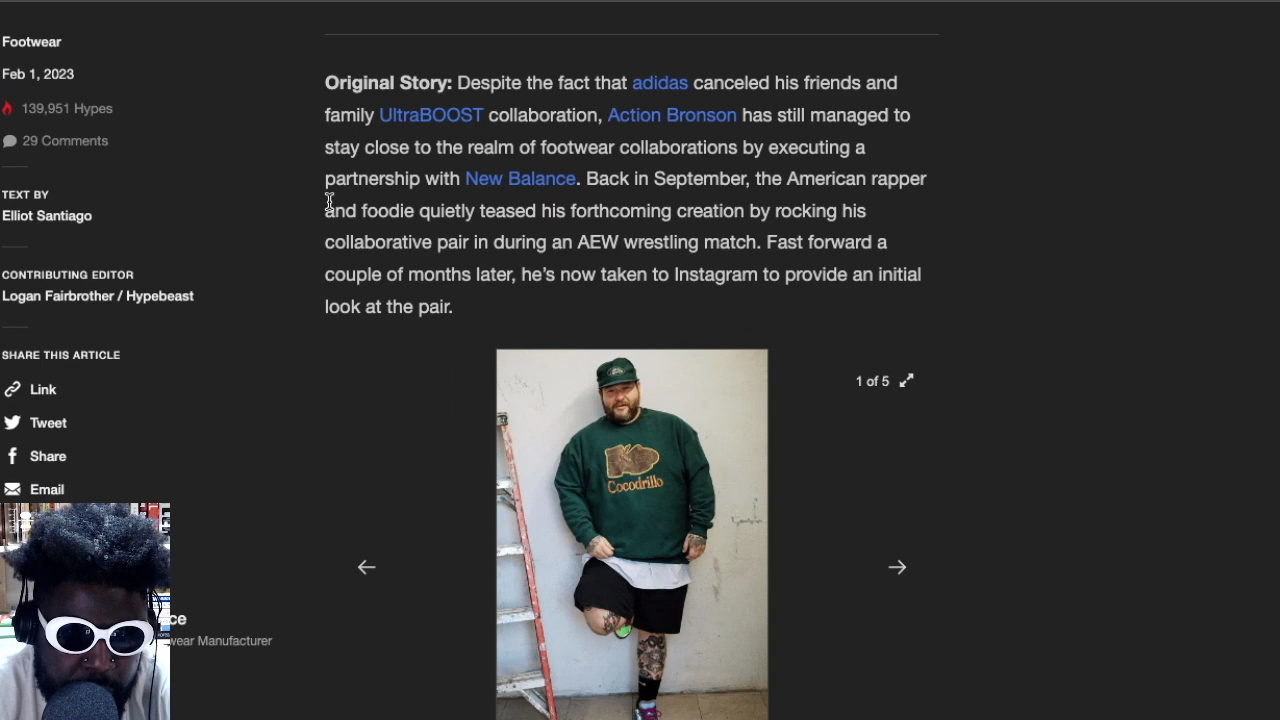 Footwear
Feb 1, 2023
139,951 Hypes
29 Comments
TEXT BY
Elliot Santiago
CONTRIBUTING EDITOR
Logan Fairbrother / Hypebeast
SHARE THIS ARTICLE
Link
Tweet
Share
Email
ce
wear Manufacturer
Original Story: Despite the fact that adidas canceled his friends and
family UltraBOOST collaboration, Action Bronson has still managed to
stay close to the realm of footwear collaborations by executing a
partnership with New Balance. Back in September, the American rapper
and foodie quietly teased his forthcoming creation by rocking his
collaborative pair in during an AEW wrestling match. Fast forward a
couple of months later, he's now taken to Instagram to provide an initial
look at the pair.
1 of 5
Cocodrillo